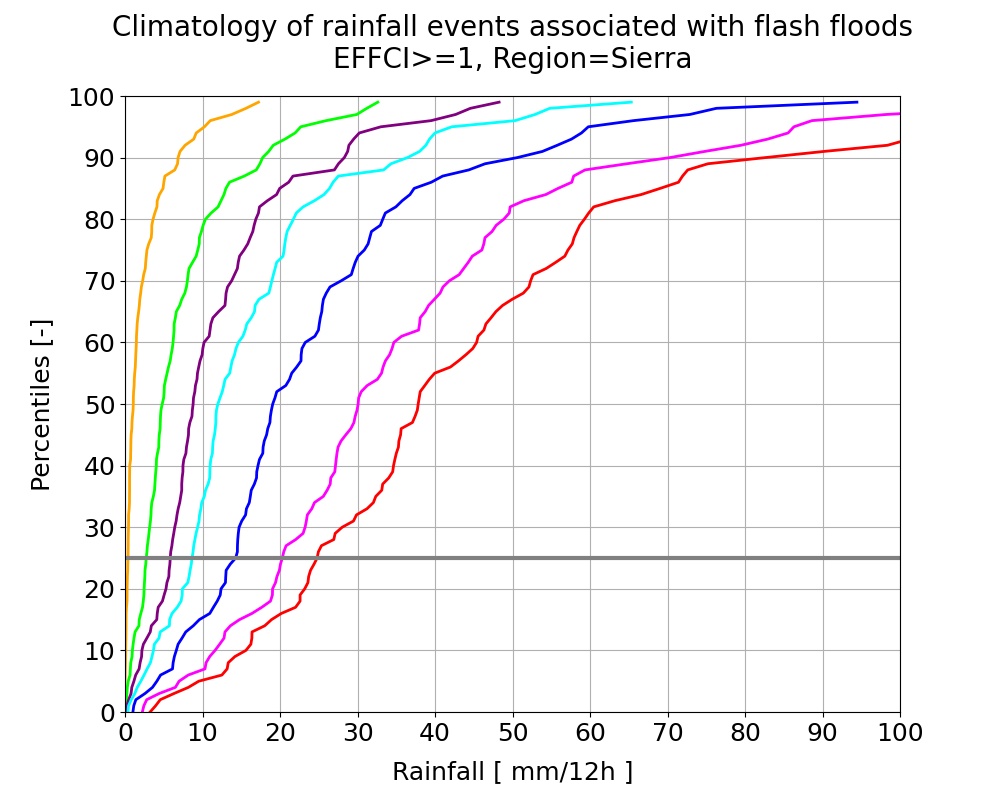 Climatology of rainfall events associated with flash floods
EFFCI>=1, Region=Sierra
100
90
80
70
60
50
40
30
20
10
0
Percentiles [-]
0 10 20 30 40 50 60 70 80 90 100
Rainfall [ mm/12h ]